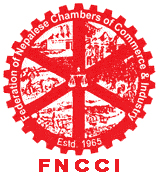 Federation of Nepalese Chambers of Commerce & Industry
Estd. 1965
FNCCI